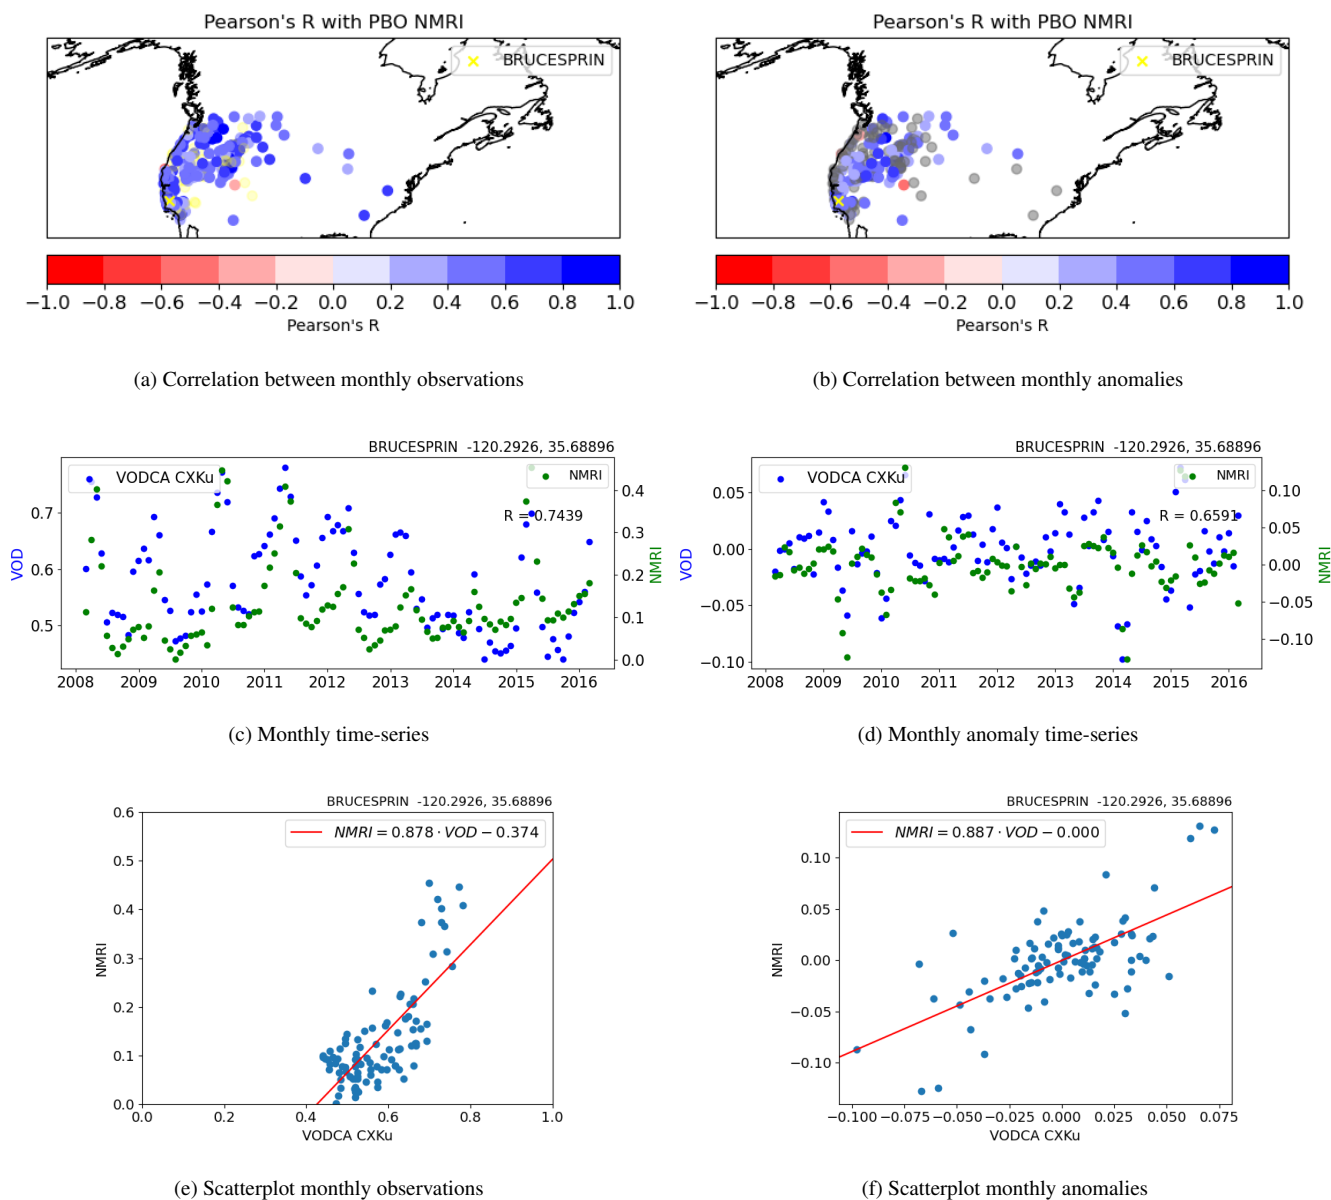 Pearson's R with PBO NMRI
BRUCESPRIN
−1.0 −0.8 −0.6 −0.4 −0.2 0.0 0.2 0.4 0.6 0.8 1.0
Pearson's R
(a) Correlation between monthly observations
Pearson's R with PBO NMRI
BRUCESPRIN
−1.0 −0.8 −0.6 −0.4 −0.2 0.0 0.2 0.4 0.6 0.8 1.0
Pearson's R
(b) Correlation between monthly anomalies
BRUCESPRIN -120.2926, 35.68896
VODCA CXKu
NMRI
R = 0.7439
VOD
0.7
0.6
0.5
0.4
0.3
0.2
0.1
0.0
NMRI
2008 2009 2010 2011 2012 2013 2014 2015 2016
(c) Monthly time-series
BRUCESPRIN -120.2926, 35.68896
VODCA CXKu
NMRI
R = 0.6591
VOD
0.05
0.00
−0.05
−0.10
0.10
0.05
0.00
−0.05
−0.10
NMRI
2008 2009 2010 2011 2012 2013 2014 2015 2016
(d) Monthly anomaly time-series
BRUCESPRIN -120.2926, 35.68896
NMRI = 0.878 · VOD − 0.374
NMRI
0.6
0.5
0.4
0.3
0.2
0.1
0.0
0.0 0.2 0.4 0.6 0.8 1.0
VODCA CXKu
(e) Scatterplot monthly observations
BRUCESPRIN -120.2926, 35.68896
NMRI = 0.887 · VOD − 0.000
NMRI
0.10
0.05
0.00
−0.05
−0.10
−0.100 −0.075 −0.050 −0.025 0.000 0.025 0.050 0.075
VODCA CXKu
(f) Scatterplot monthly anomalies